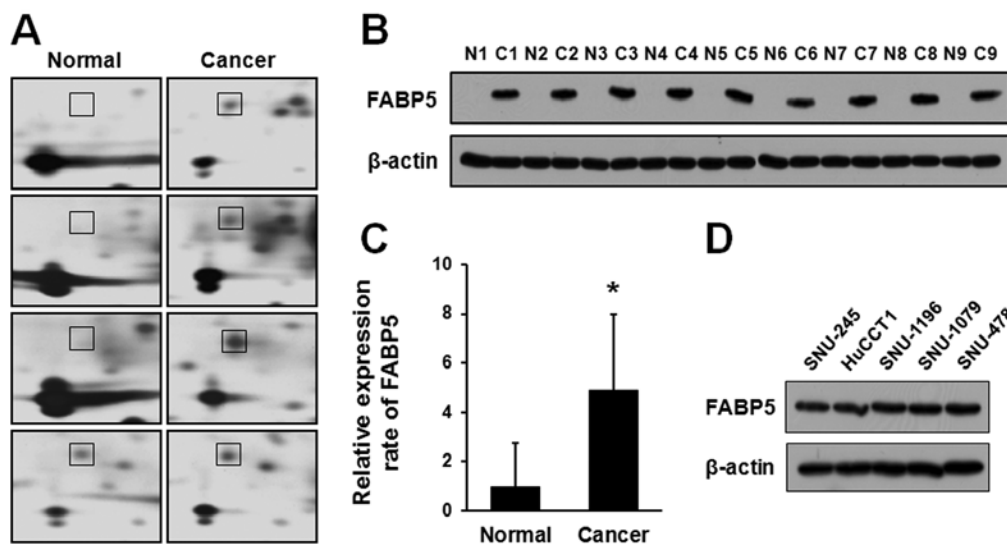 A
Normal Cancer
B
N1 C1 N2 C2 N3 C3 N4 C4 N5 C5 N6 C6 N7 C7 N8 C8 N9 C9
FABP5
β-actin
C
Relative expression
rate of FABP5
10
8
6
4
2
0
*
Normal Cancer
D
SNU-245 HuCCT1 SNU-1196 SNU-1079 SNU-478
FABP5
β-actin